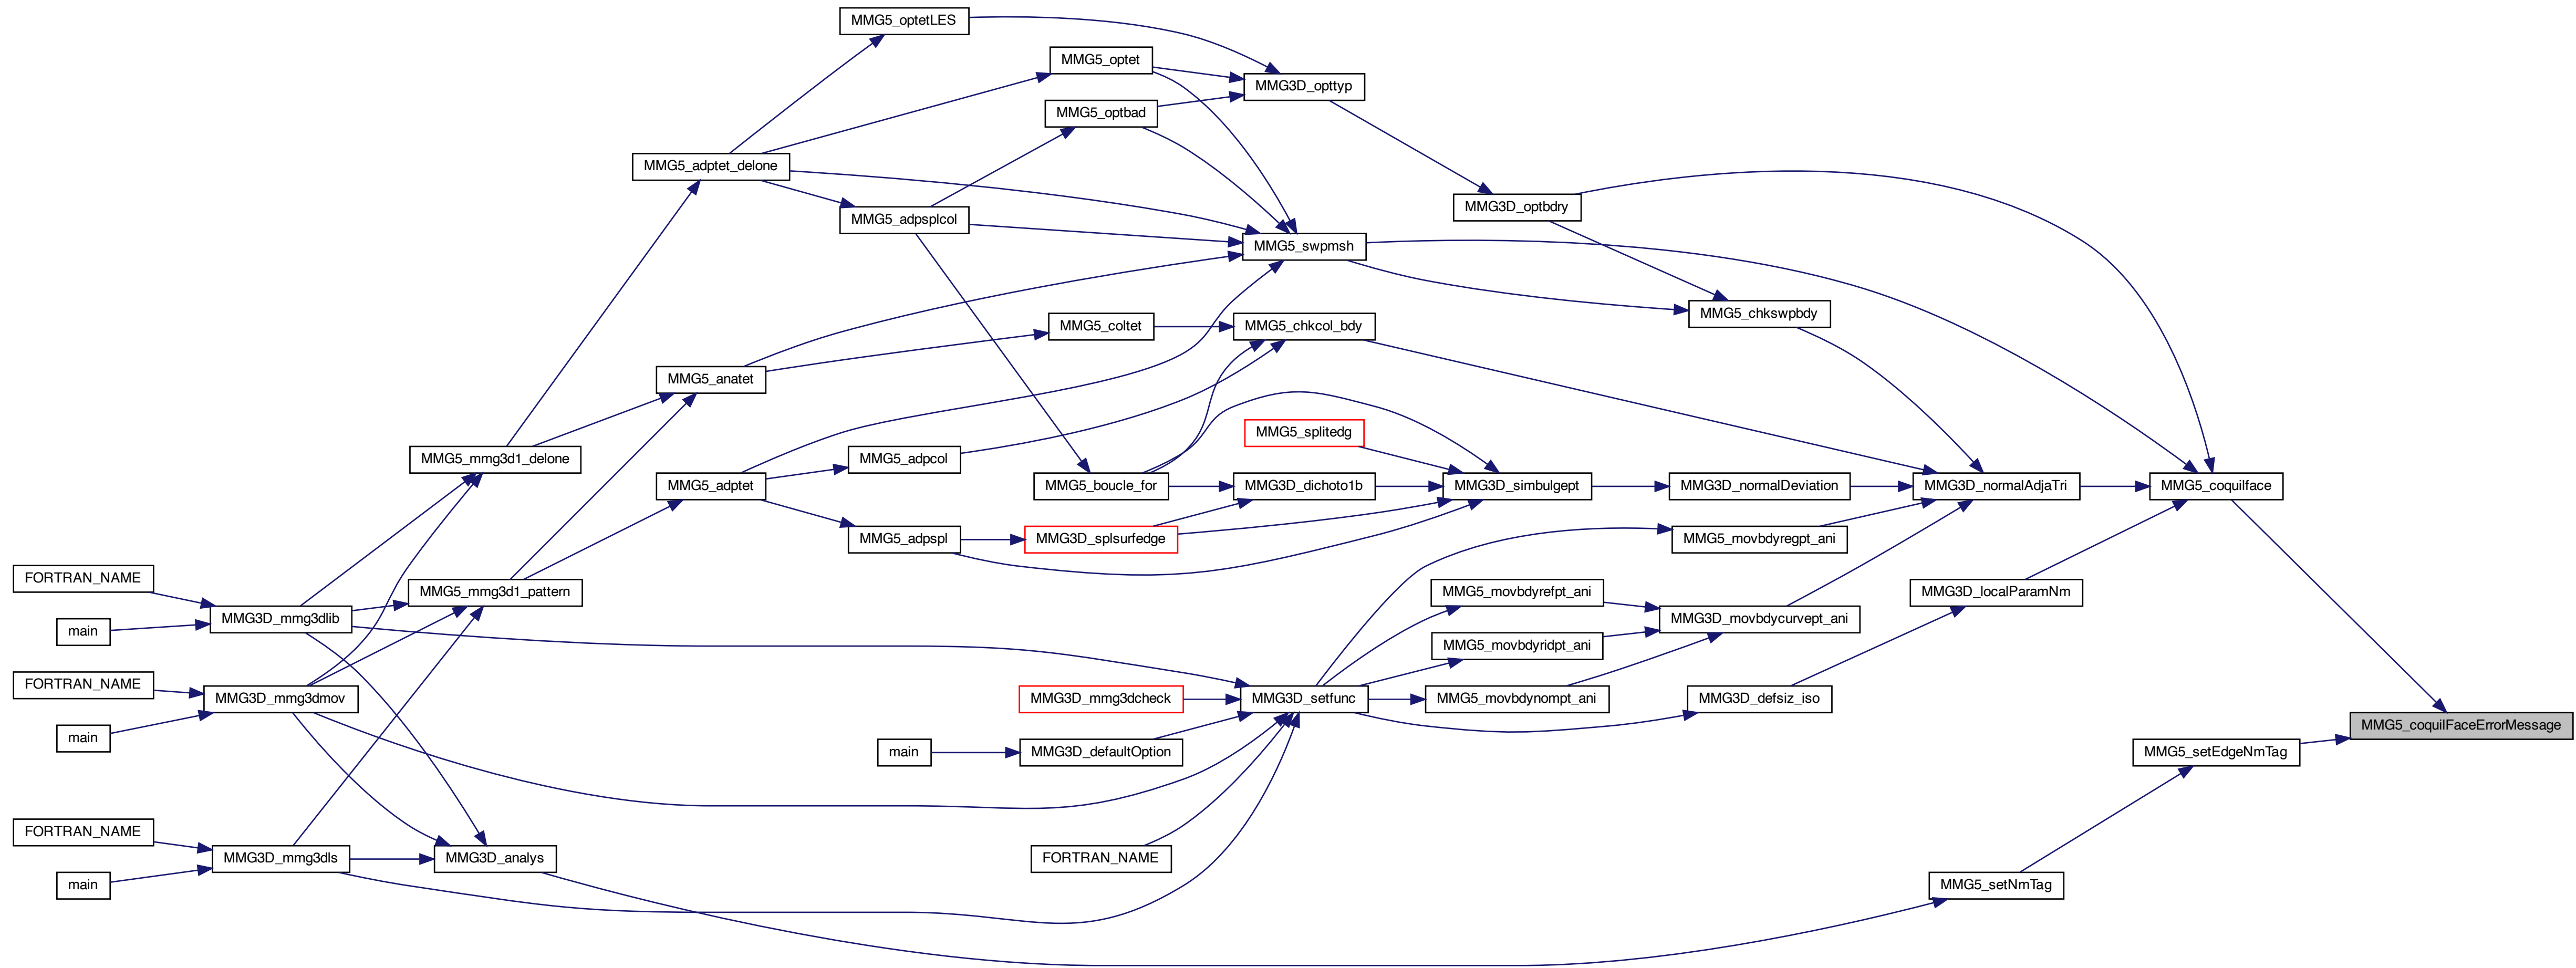 MMG5_optetLES
MMG5_optet
MMG3D_opttyp
MMG5_optbad
MMG5_adptet_delone
MMG3D_optbdry
MMG5_adpsplcol
MMG5_swpmsh
MMG5_chkswpbdy
MMG5_coltet
MMG5_chkcol_bdy
MMG5_anatet
MMG5_splitedg
MMG5_mmg3d1_delone
MMG5_adpcol
MMG5_adptet
MMG5_boucle_for
MMG3D_dichoto1b
MMG3D_simbulgept
MMG3D_normalDeviation
MMG3D_normalAdjaTri
MMG5_coquilface
MMG5_adpspl
MMG3D_splsurfedge
MMG5_movbdyregpt_ani
FORTRAN_NAME
MMG5_mmg3d1_pattern
MMG5_movbdyrefpt_ani
MMG3D_localParamNm
MMG3D_mmg3dlib
MMG3D_movbdycurvept_ani
main
MMG5_movbdyridpt_ani
FORTRAN_NAME
MMG3D_mmg3dmov
MMG3D_mmg3dcheck
MMG3D_setfunc
MMG5_movbdynompt_ani
MMG3D_defsiz_iso
MMG5_coquilFaceErrorMessage
main
main
MMG3D_defaultOption
MMG5_setEdgeNmTag
FORTRAN_NAME
MMG3D_mmg3dls
MMG3D_analys
FORTRAN_NAME
main
MMG5_setNmTag